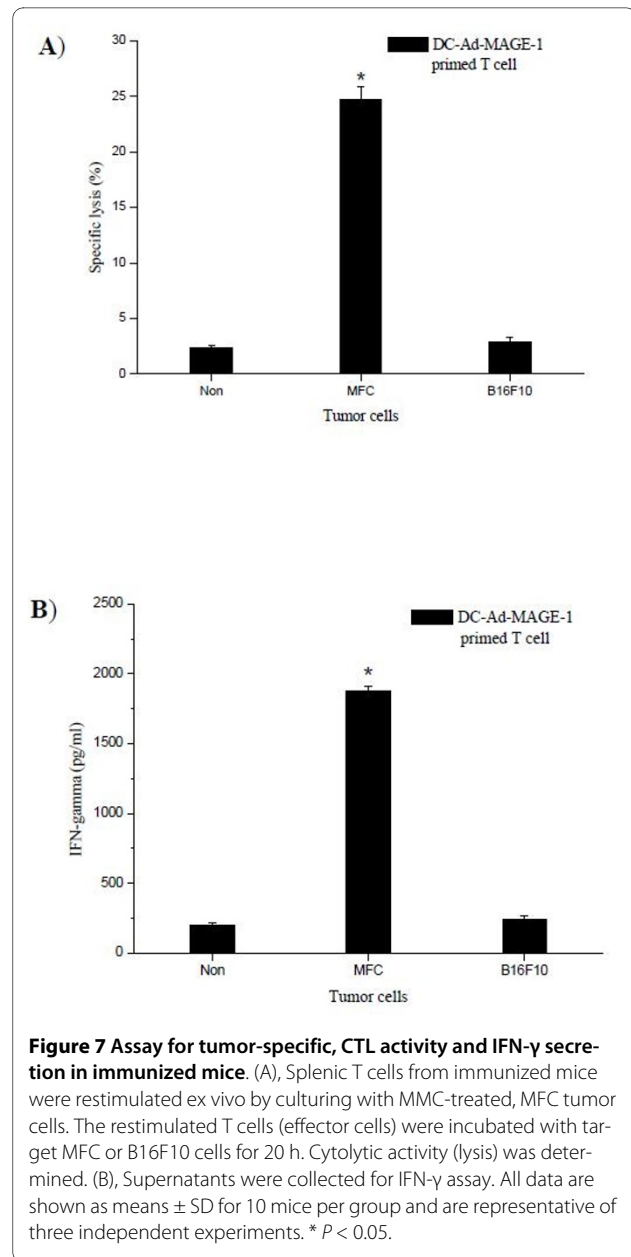 A)
30
25
20
15
10
5
0
Specific lysis (%)
DC-Ad-MAGE-1
primed T cell
*
Non MFC B16F10
Tumor cells
B)
2500
2000
1500
1000
500
0
IFN-gamma (pg/ml)
DC-Ad-MAGE-1
primed T cell
*
Non MFC B16F10
Tumor cells
Figure 7 Assay for tumor-specific, CTL activity and IFN-γ secre-
tion in immunized mice. (A), Splenic T cells from immunized mice
were restimulated ex vivo by culturing with MMC-treated, MFC tumor
cells. The restimulated T cells (effector cells) were incubated with tar-
get MFC or B16F10 cells for 20 h. Cytolytic activity (lysis) was deter-
mined. (B), Supernatants were collected for IFN-γ assay. All data are
shown as means ± SD for 10 mice per group and are representative of
three independent experiments. * P < 0.05.